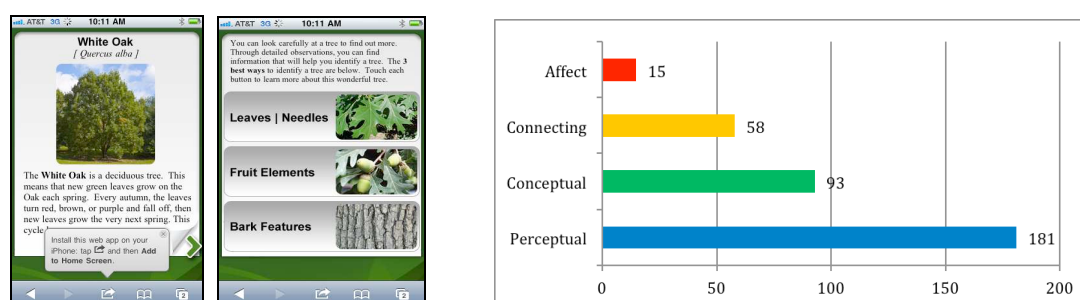 AT&T 3G 10:11 AM
White Oak
[ Quercus alba ]
The White Oak is a deciduous tree. This
means that new green leaves grow on the
Oak each spring. Every autumn, the leaves
turn red, brown, or purple and fall off, then
new leaves grow the very next spring. This
cycle
Install this web app on your
iPhone: tap and then Add
to Home Screen.
2
AT&T 3G 10:11 AM
You can look carefully at a tree to find out more.
Through detailed observations, you can find
information that will help you identify a tree. The 3
best ways to identify a tree are below. Touch each
button to learn more about this wonderful tree.
Leaves | Needles
Fruit Elements
Bark Features
2
Affect 15
Connecting 58
Conceptual 93
Perceptual 181
0 50 100 150 200